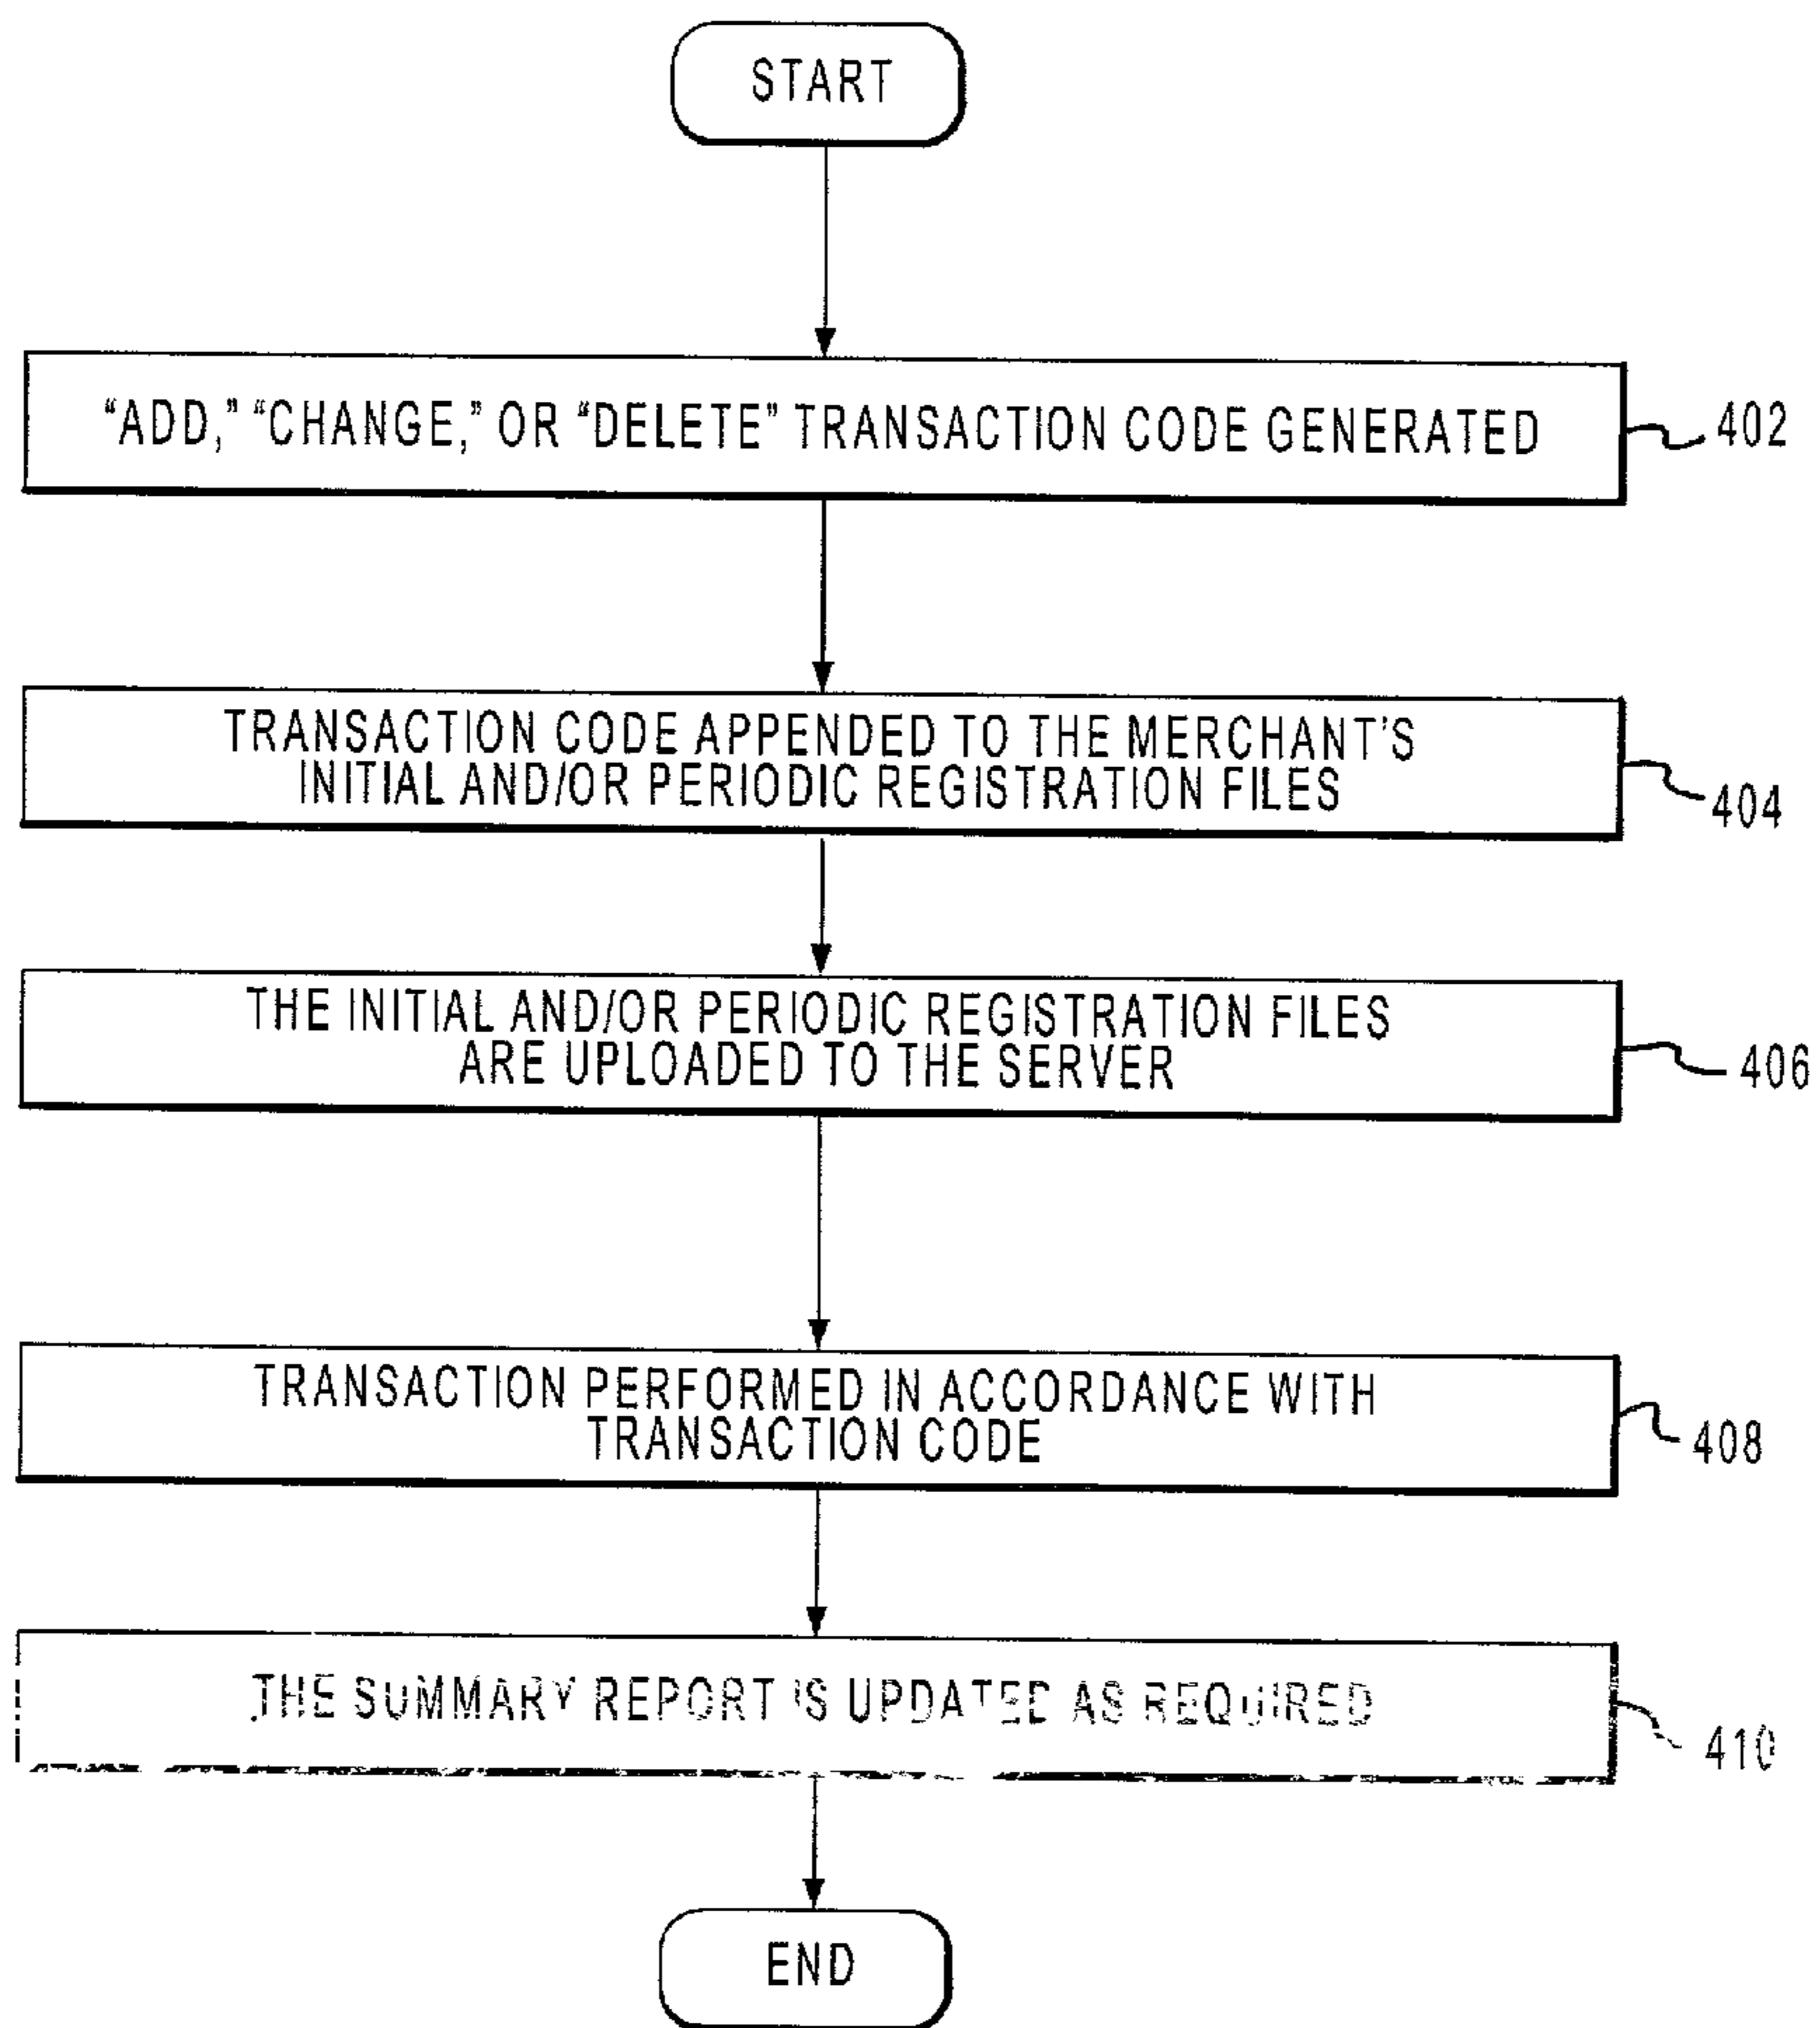 START
“ADD,” “CHANGE,” OR “DELETE” TRANSACTION CODE GENERATED
402
TRANSACTION CODE APPENDED TO THE MERCHANT’S
INITIAL AND/OR PERIODIC REGISTRATION FILES
404
THE INITIAL AND/OR PERIODIC REGISTRATION FILES
ARE UPLOADED TO THE SERVER
406
TRANSACTION PERFORMED IN ACCORDANCE WITH
TRANSACTION CODE
408
THE SUMMARY REPORT IS UPDATED AS REQUIRED
410
END